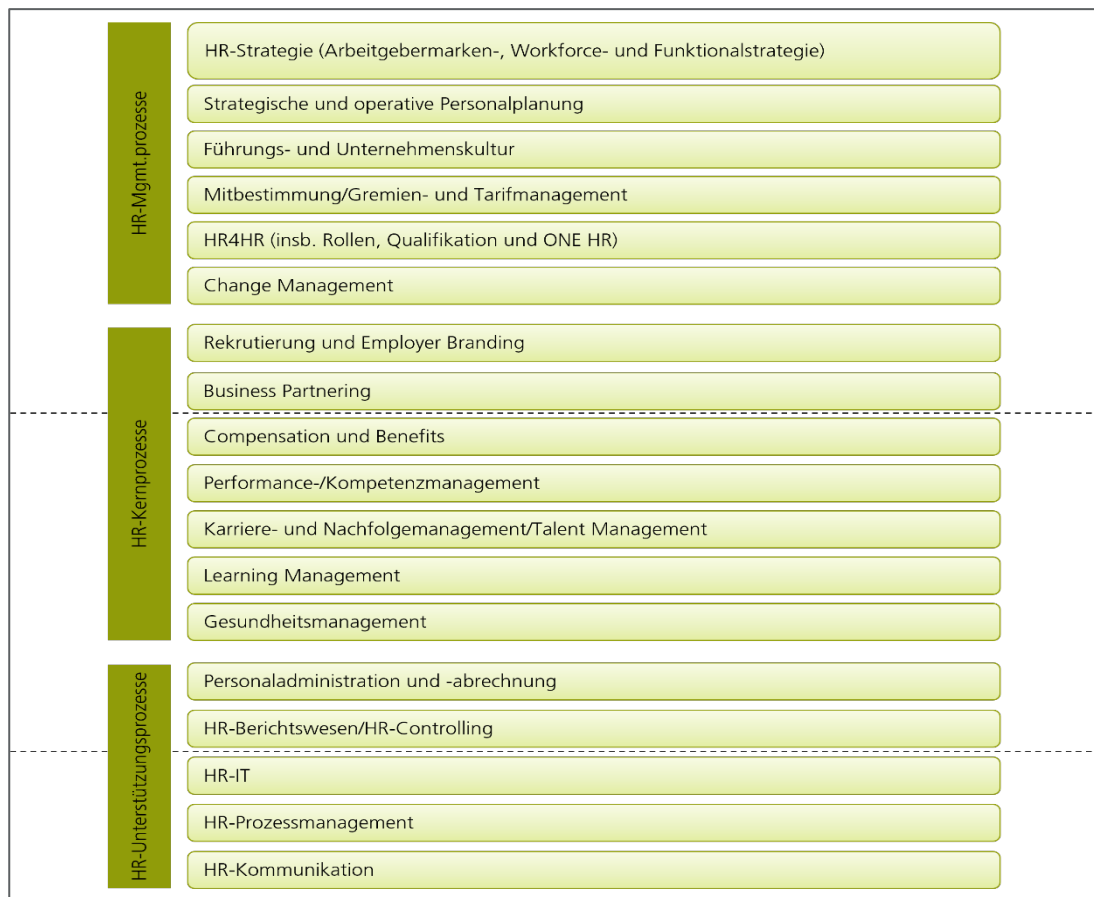 HR-Mgmt.prozesse
HR-Strategie (Arbeitgebermarken-, Workforce- und Funktionalstrategie)
Strategische und operative Personalplanung
Führungs- und Unternehmenskultur
Mitbestimmung/Gremien- und Tarifmanagement
HR4HR (insb. Rollen, Qualifikation und ONE HR)
Change Management
HR-Kernprozesse
Rekrutierung und Employer Branding
Business Partnering
Compensation und Benefits
Performance-/Kompetenzmanagement
Karriere- und Nachfolgemanagement/Talent Management
Learning Management
Gesundheitsmanagement
HR-Unterstützungsprozesse
Personaladministration und -abrechnung
HR-Berichtswesen/HR-Controlling
HR-IT
HR-Prozessmanagement
HR-Kommunikation